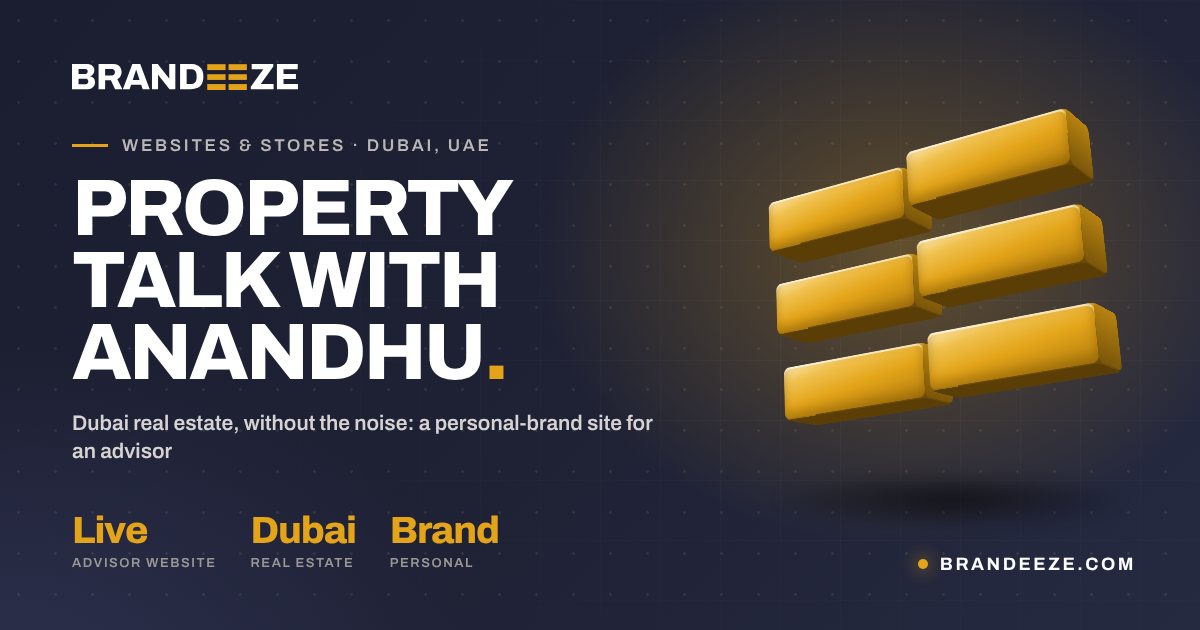 BRANDEEZE
WEBSITES & STORES · DUBAI, UAE
PROPERTY
TALK WITH
ANANDHU.
Dubai real estate, without the noise: a personal-brand site for
an advisor
Live Dubai Brand
ADVISOR WEBSITE REAL ESTATE PERSONAL
BRANDEEZE.COM